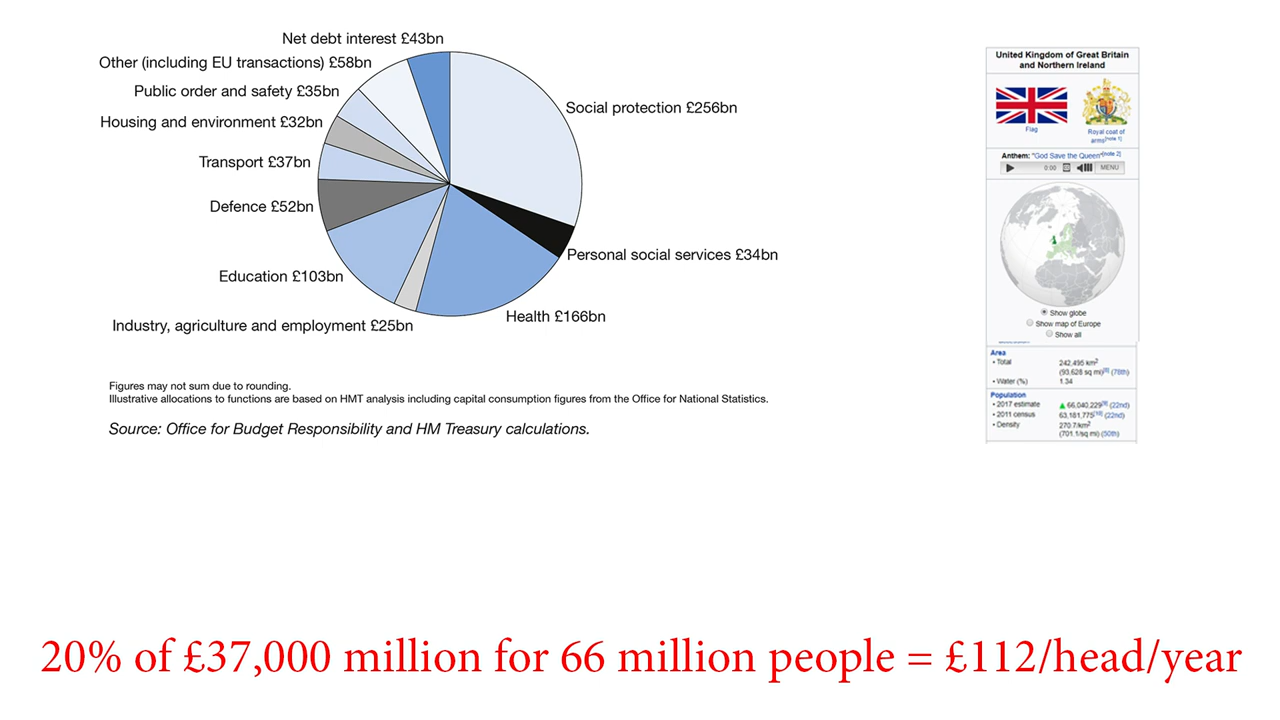 Net debt interest £43bn
Other (including EU transactions) £58bn
Public order and safety £35bn
Housing and environment £32bn
Transport £37bn
Defence £52bn
Education £103bn
Industry, agriculture and employment £25bn
Social protection £256bn
Personal social services £34bn
Health £166bn
Figures may not sum due to rounding.
Illustrative allocations to functions are based on HMT analysis including capital consumption figures from the Office for National Statistics.
Source: Office for Budget Responsibility and HM Treasury calculations.
United Kingdom of Great Britain
and Northern Ireland
Flag
Royal coat of
arms[note 1]
Anthem: "God Save the Queen"[note 2]
0:00 MENU
Show globe
Show map of Europe
Show all
Area
• Total 242,495 km2
(93,628 sq mi)[8] (78th)
• Water (%) 1.34
Population
• 2017 estimate 66,040,229[9] (22nd)
• 2011 census 63,181,775[10] (22nd)
• Density 270.7/km2
(701.1/sq mi) (50th)
20% of £37,000 million for 66 million people = £112/head/year